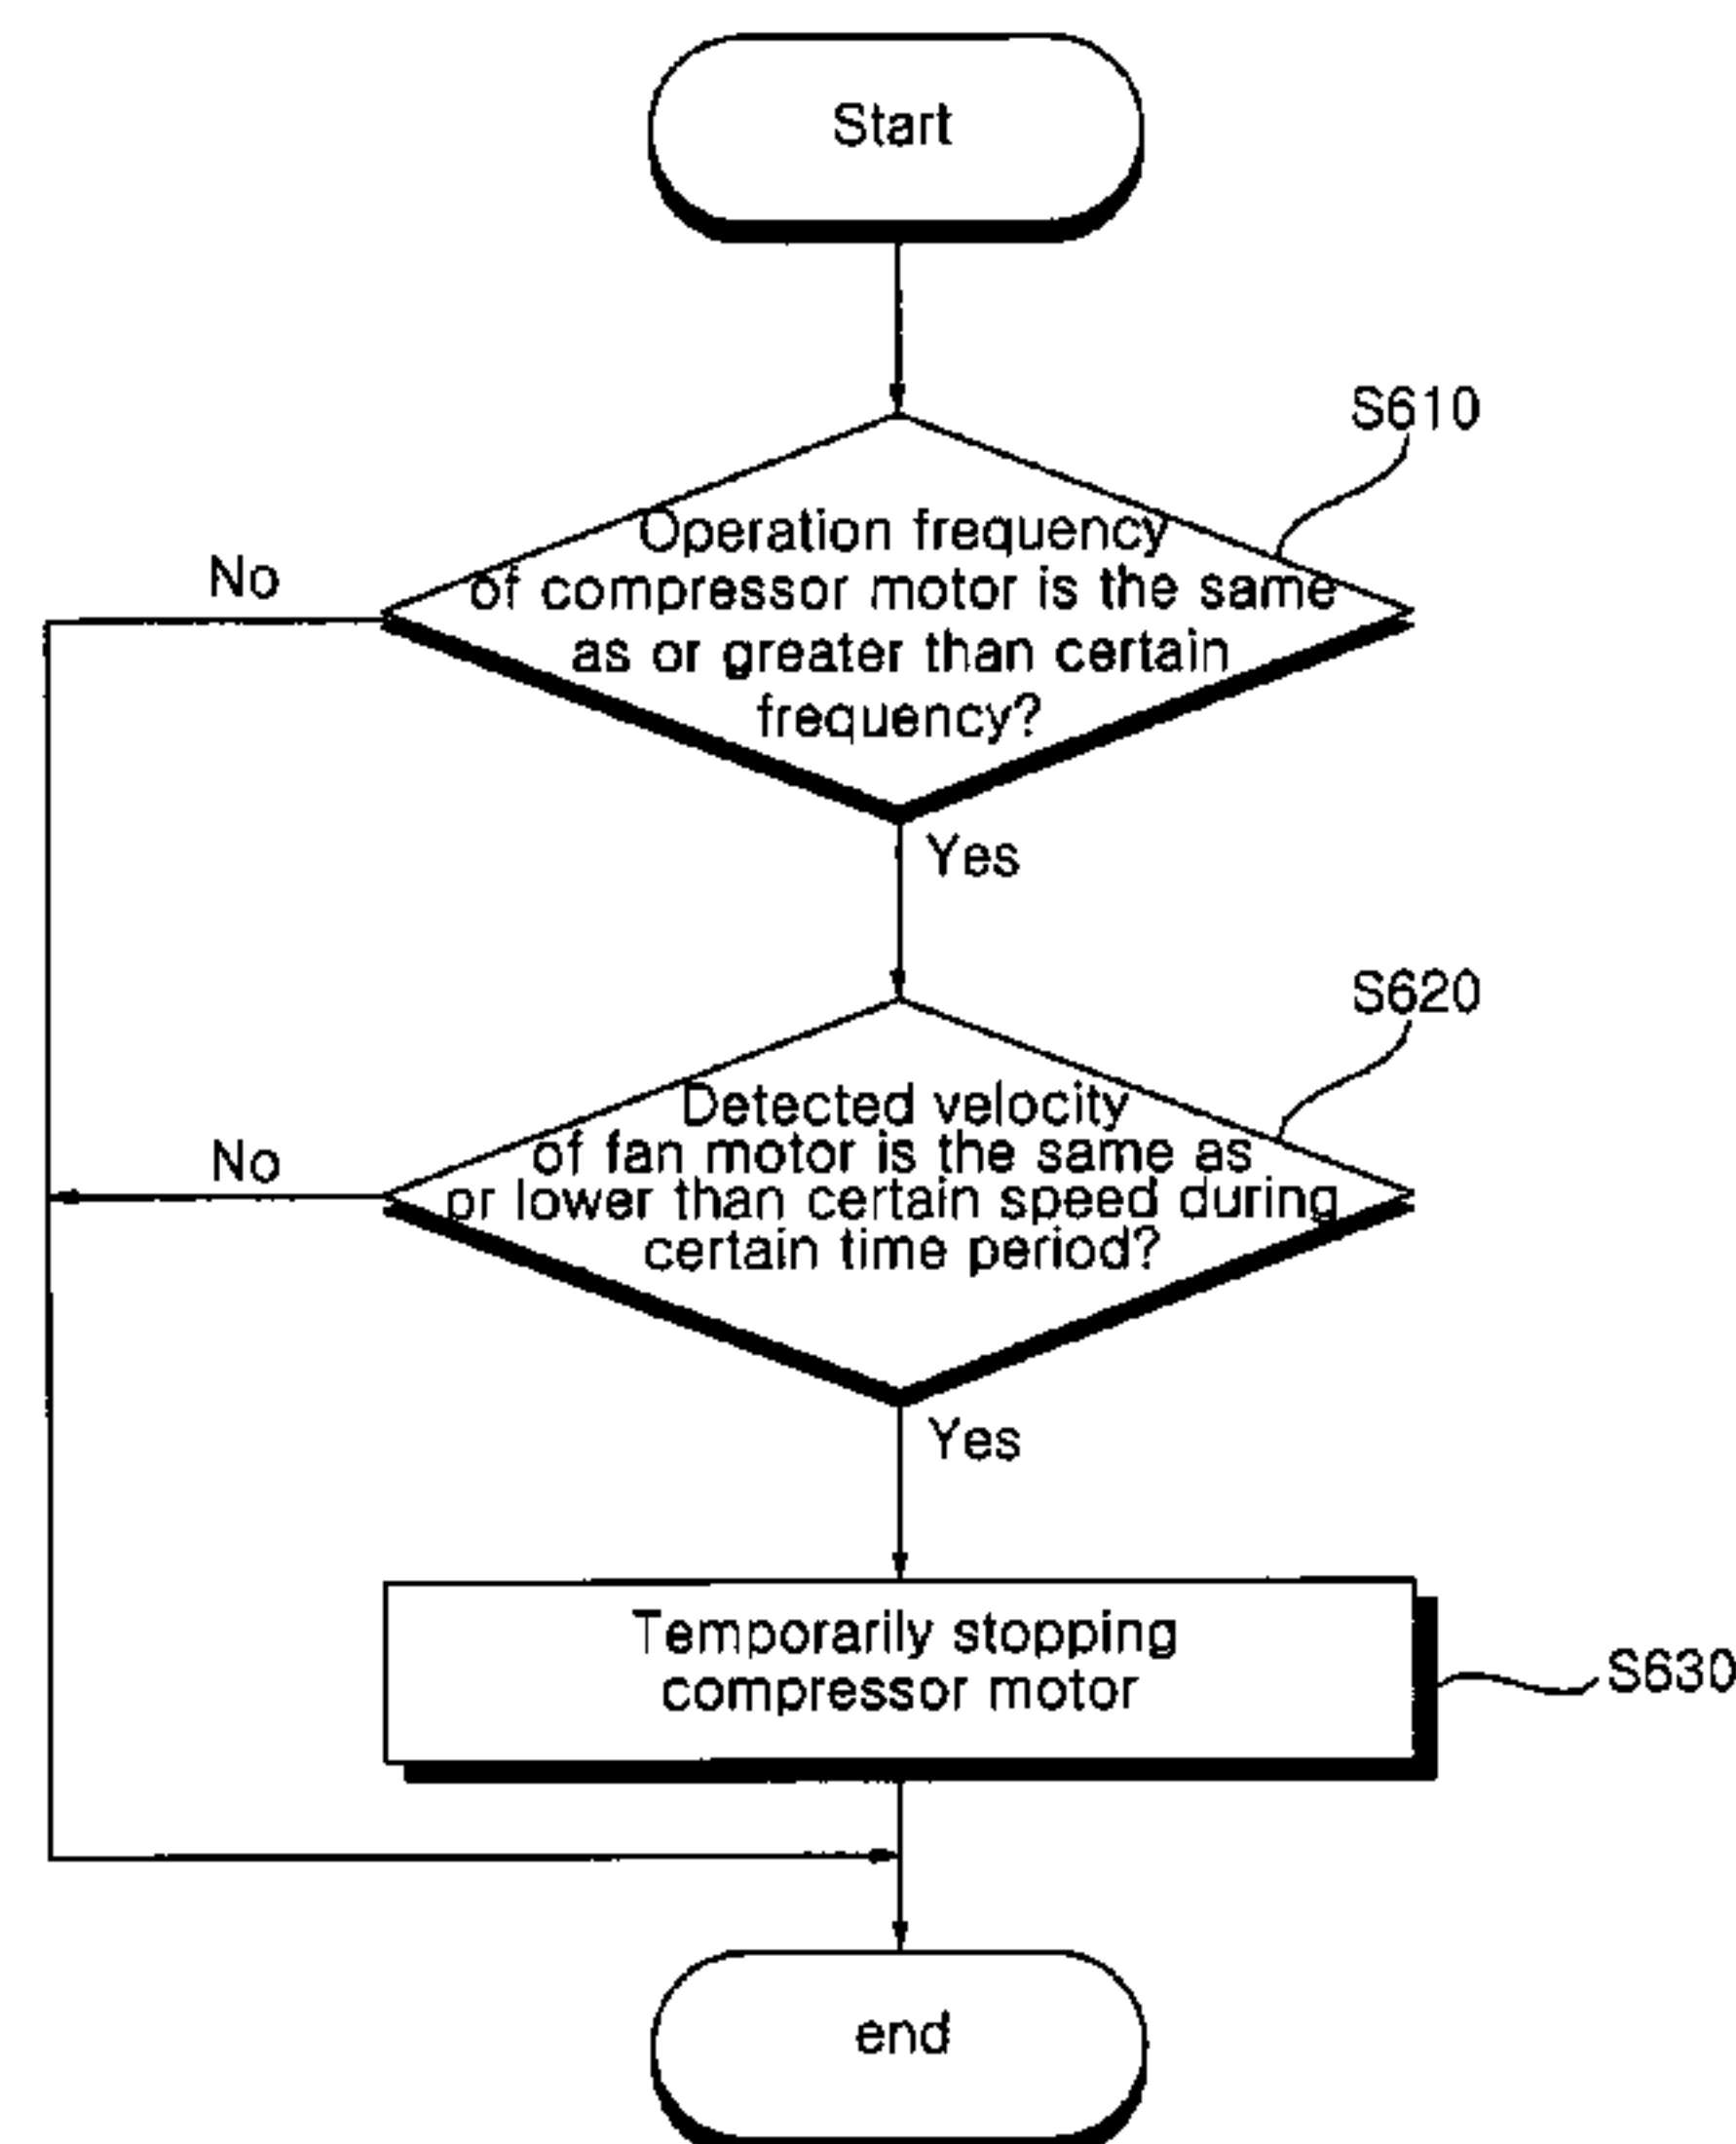 Start
S610
Operation frequency
of compressor motor is the same
as or greater than certain
frequency?
No
Yes
S620
Detected velocity
of fan motor is the same as
or lower than certain speed during
certain time period?
No
Yes
Temporarily stopping
compressor motor
S630
end